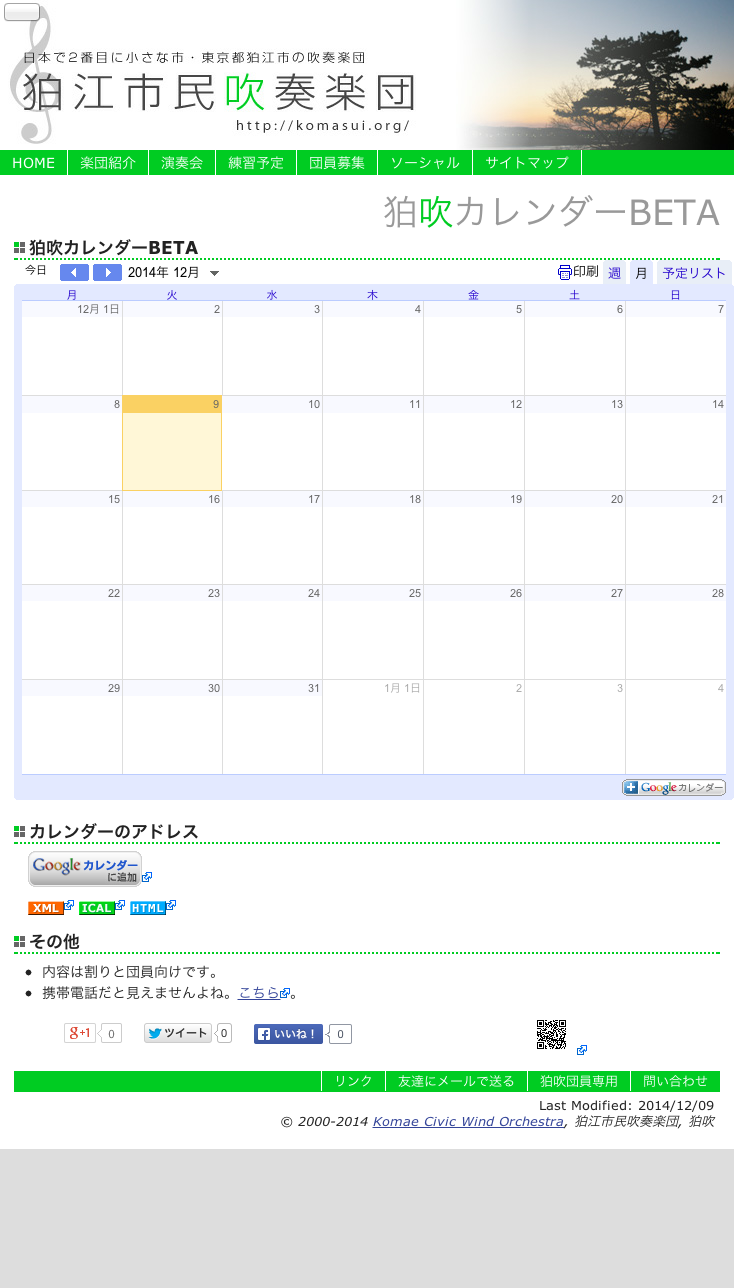 日本で2番目に小さな市・東京都狛江市の吹奏楽団
狛江市民吹奏楽団
http://komasui.org/
HOME 楽団紹介 演奏会 練習予定 団員募集 ソーシャル サイトマップ
狛吹カレンダーBETA
狛吹カレンダーBETA
今日 2014年 12月 印刷 週 月 予定リスト
月 火 水 木 金 土 日
12月 1日 2 3 4 5 6 7
8 9 10 11 12 13 14
15 16 17 18 19 20 21
22 23 24 25 26 27 28
29 30 31 1月 1日 2 3 4
Google カレンダー
カレンダーのアドレス
Google カレンダー
に追加
XML ICAL HTML
その他
内容は割りと団員向けです。
携帯電話だと見えませんよね。こちら。
g+1 0 ツイート 0 いいね！ 0
リンク 友達にメールで送る 狛吹団員専用 問い合わせ
Last Modified: 2014/12/09
© 2000-2014 Komae Civic Wind Orchestra, 狛江市民吹奏楽団, 狛吹